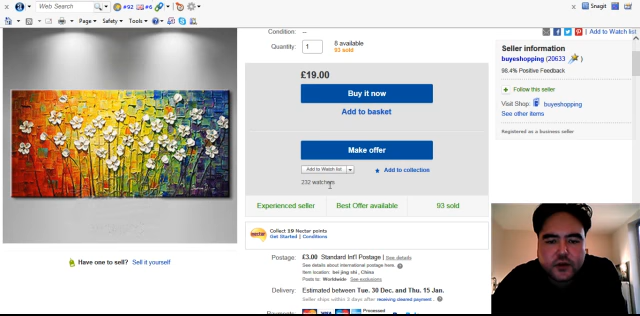 Web Search
#92
#6
Snagit
Page
Safety
Tools
Add to Watch list
Condition: --
Quantity: 1
8 available
93 sold
£19.00
Buy it now
Add to basket
Make offer
Add to Watch list
Add to collection
232 watchers
Experienced seller
Best Offer available
93 sold
Collect 19 Nectar points
Get Started | Conditions
Have one to sell? Sell it yourself
Postage: £3.00 Standard Int'l Postage | See details
See details about international postage here.
Item location: bei jing shi, China
Posts to: Worldwide See exclusions
Delivery: Estimated between Tue. 30. Dec. and Thu. 15. Jan.
Seller ships within 2 days after receiving cleared payment.
Payments:
VISA
Processed
Seller information
buyeshopping (20633)
98.4% Positive Feedback
Follow this seller
Visit Shop: buyeshopping
See other items
Registered as a business seller